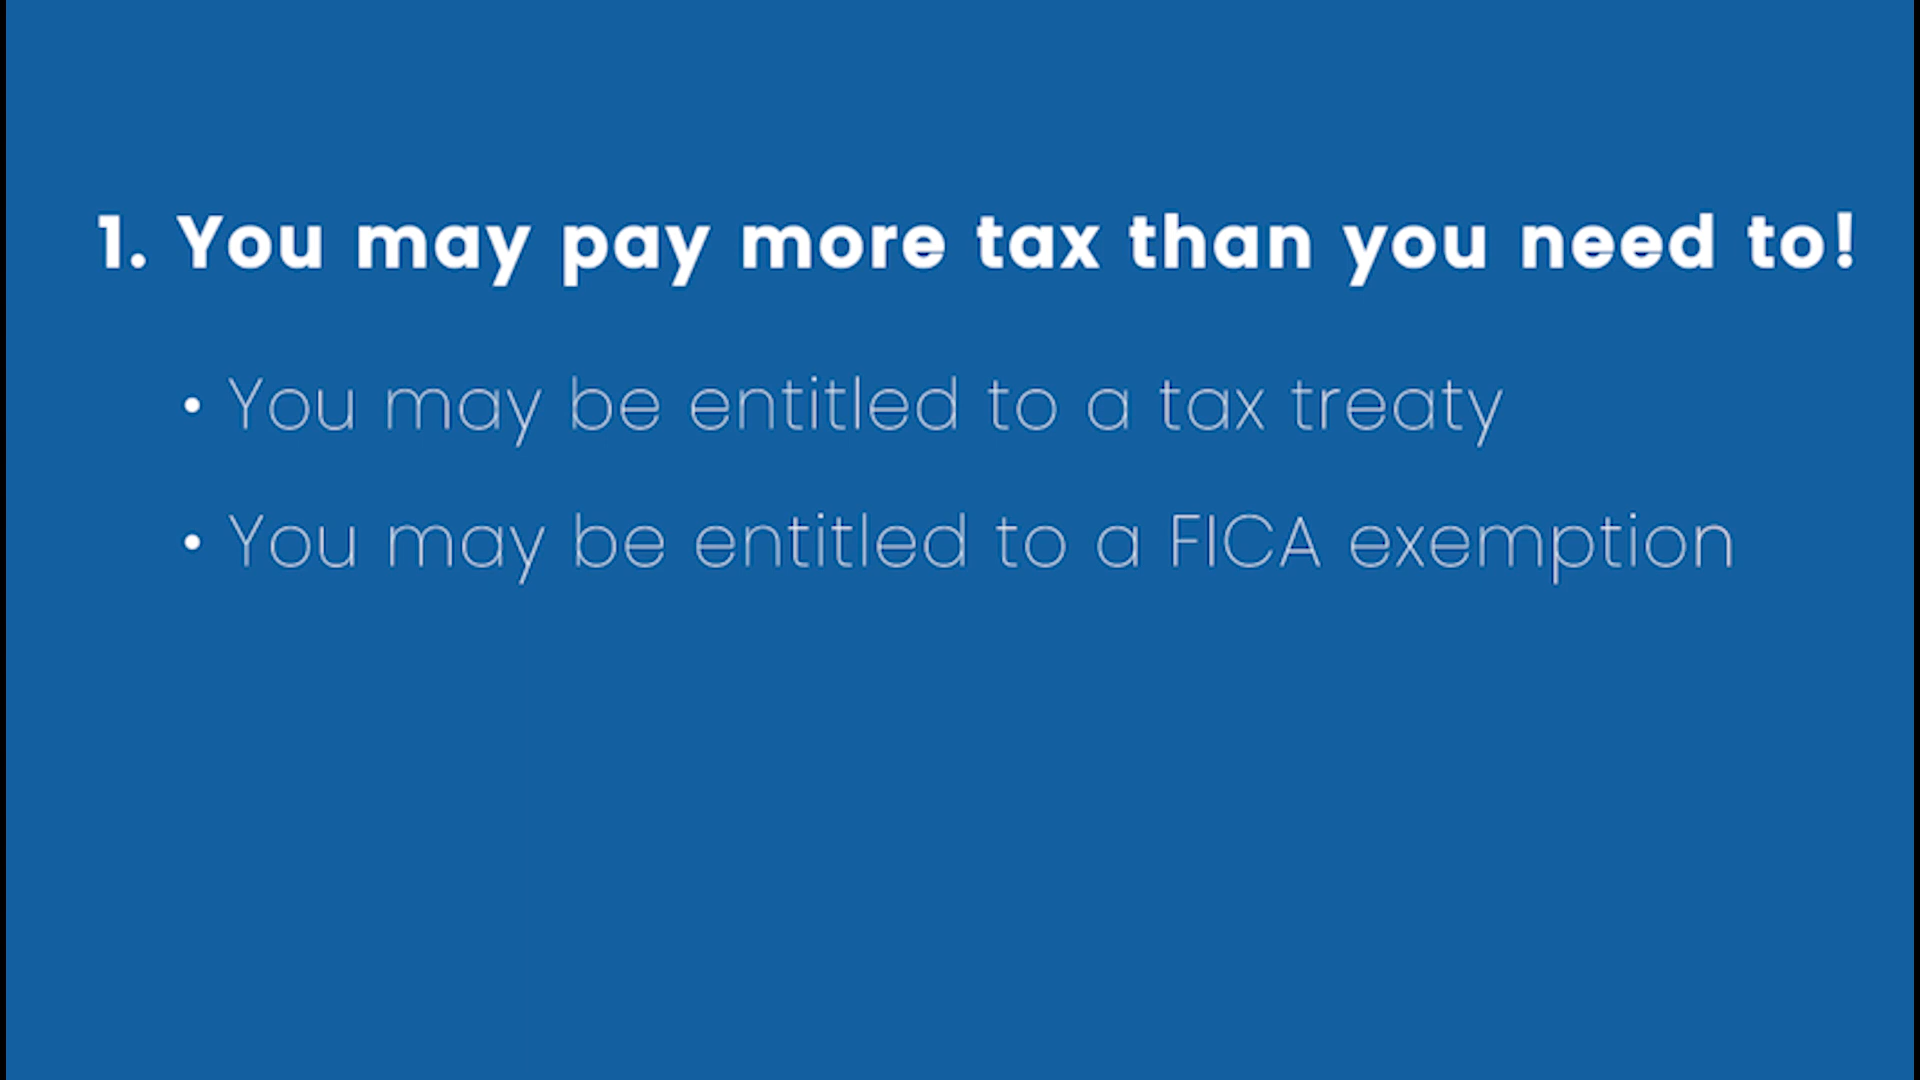 1. You may pay more tax than you need to!
• You may be entitled to a tax treaty
• You may be entitled to a FICA exemption